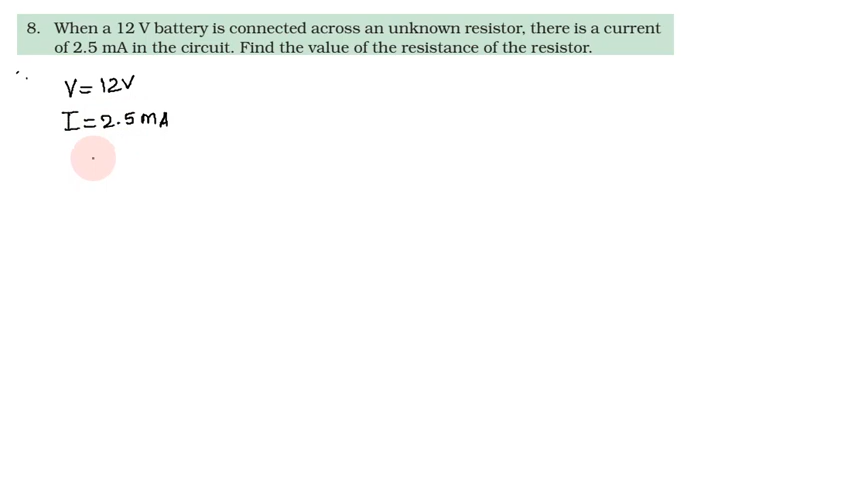 8. When a 12 V battery is connected across an unknown resistor, there is a current
of 2.5 mA in the circuit. Find the value of the resistance of the resistor.
V = 12V
I = 2.5 mA